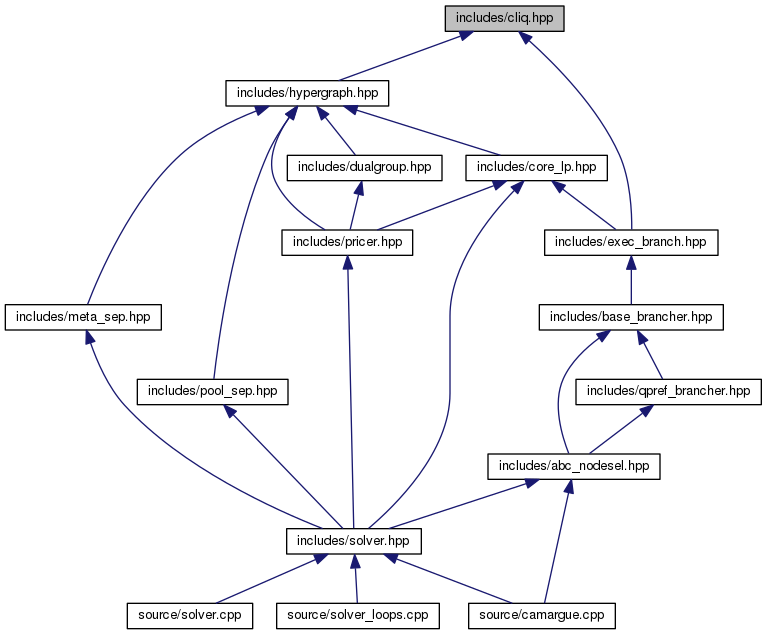 includes/cliq.hpp
includes/hypergraph.hpp
includes/dualgroup.hpp
includes/core_lp.hpp
includes/pricer.hpp
includes/exec_branch.hpp
includes/meta_sep.hpp
includes/base_brancher.hpp
includes/pool_sep.hpp
includes/qpref_brancher.hpp
includes/abc_nodesel.hpp
includes/solver.hpp
source/solver.cpp
source/solver_loops.cpp
source/camargue.cpp